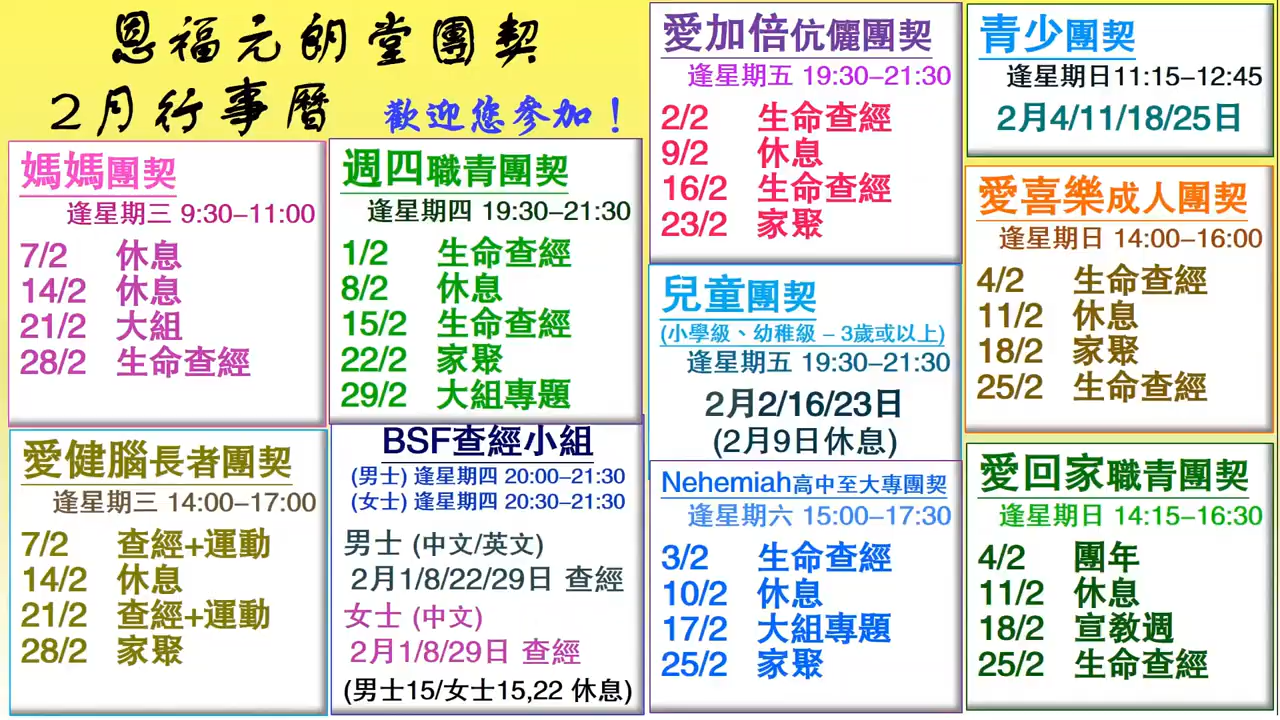 恩福元朗堂團契
2月行事曆 歡迎您參加！
媽媽團契
逢星期三 9:30-11:00
7/2 休息
14/2 休息
21/2 大組
28/2 生命查經
週四職青團契
逢星期四 19:30-21:30
1/2 生命查經
8/2 休息
15/2 生命查經
22/2 家聚
29/2 大組專題
愛健腦長者團契
逢星期三 14:00-17:00
7/2 查經+運動
14/2 休息
21/2 查經+運動
28/2 家聚
BSF查經小組
(男士) 逢星期四 20:00-21:30
(女士) 逢星期四 20:30-21:30
男士 (中文/英文)
2月1/8/22/29日 查經
女士 (中文)
2月1/8/29日 查經
(男士15/女士15,22 休息)
愛加倍伉儷團契
逢星期五 19:30-21:30
2/2 生命查經
9/2 休息
16/2 生命查經
23/2 家聚
兒童團契
(小學級、幼稚級 – 3歲或以上)
逢星期五 19:30-21:30
2月2/16/23日
(2月9日休息)
Nehemiah高中至大專團契
逢星期六 15:00-17:30
3/2 生命查經
10/2 休息
17/2 大組專題
25/2 家聚
青少團契
逢星期日11:15-12:45
2月4/11/18/25日
愛喜樂成人團契
逢星期日 14:00-16:00
4/2 生命查經
11/2 休息
18/2 家聚
25/2 生命查經
愛回家職青團契
逢星期日 14:15-16:30
4/2 團年
11/2 休息
18/2 宣教週
25/2 生命查經